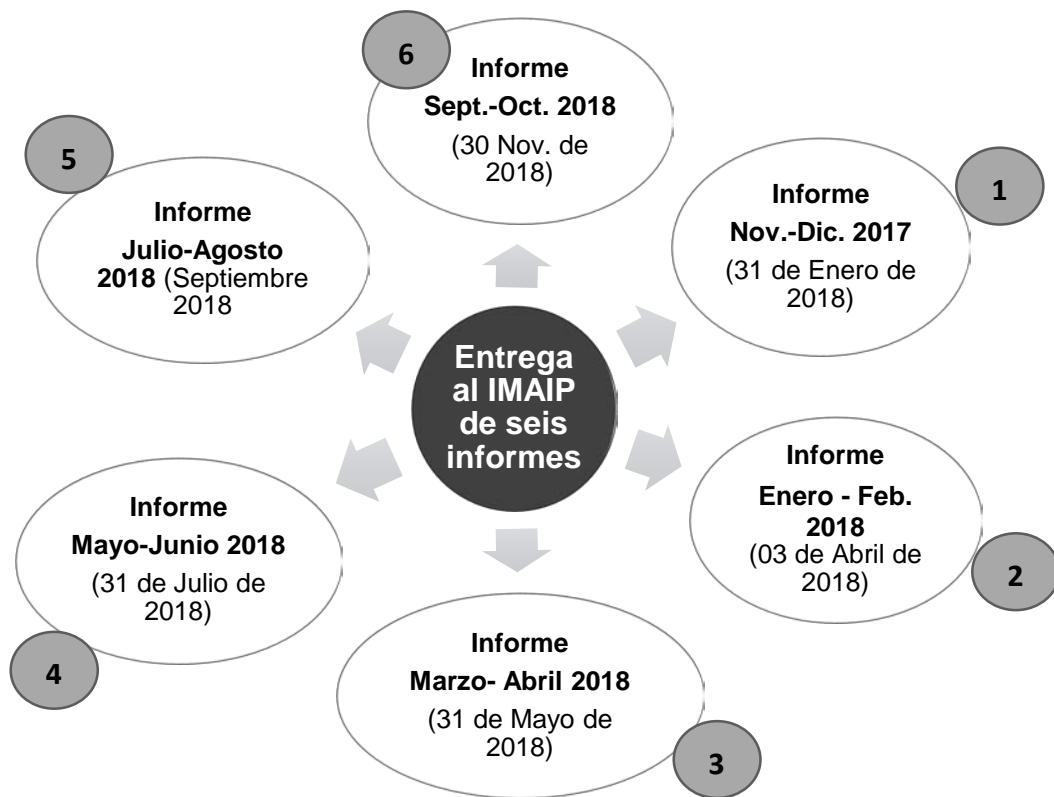 Entrega
al IMAIP
de seis
informes
1
Informe
Nov.-Dic. 2017
(31 de Enero de
2018)
2
Informe
Enero - Feb.
2018
(03 de Abril de
2018)
3
Informe
Marzo- Abril 2018
(31 de Mayo de
2018)
4
Informe
Mayo-Junio 2018
(31 de Julio de
2018)
5
Informe
Julio-Agosto
2018 (Septiembre
2018
6
Informe
Sept.-Oct. 2018
(30 Nov. de
2018)